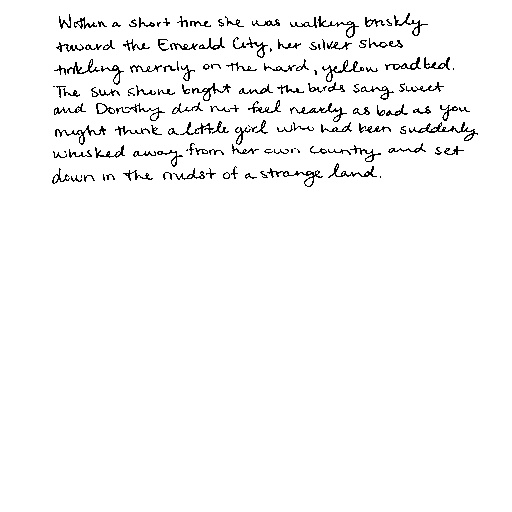 Within a short time she was walking briskly
toward the Emerald City, her silver shoes
tinkling merrily on the hard, yellow roadbed.
The sun shone bright and the birds sang sweet
and Dorothy did not feel nearly as bad as you
might think a little girl who had been suddenly
whisked away from her own country and set
down in the midst of a strange land.